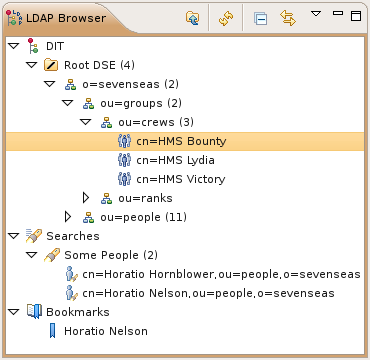 LDAP Browser
DIT
Root DSE (4)
o=sevenseas (2)
ou=groups (2)
ou=crews (3)
cn=HMS Bounty
cn=HMS Lydia
cn=HMS Victory
ou=ranks
ou=people (11)
Searches
Some People (2)
cn=Horatio Hornblower,ou=people,o=sevenseas
cn=Horatio Nelson,ou=people,o=sevenseas
Bookmarks
Horatio Nelson